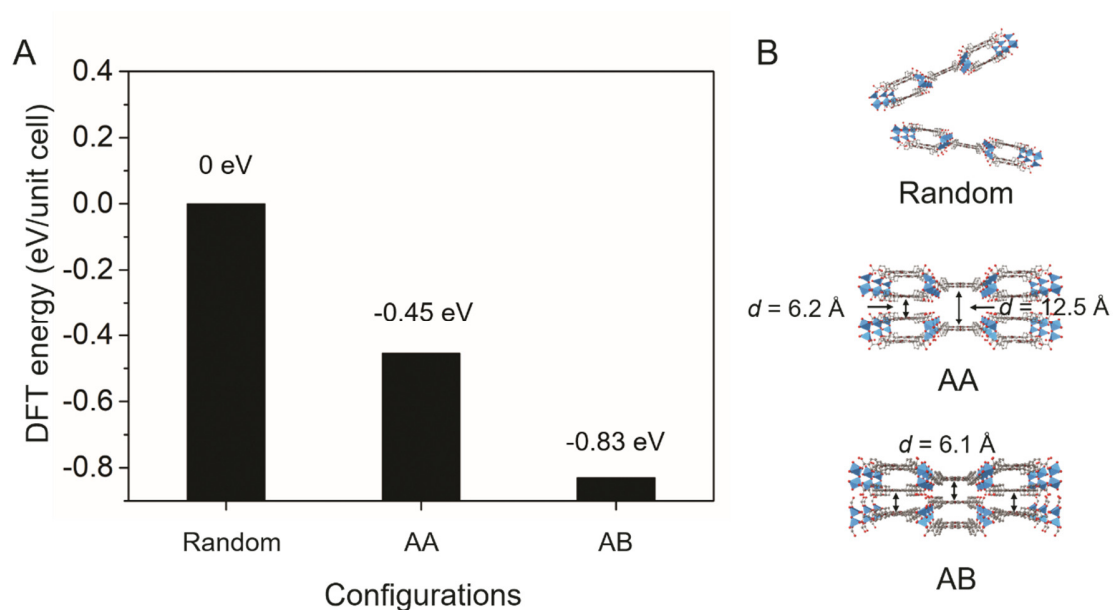 A
DFT energy (eV/unit cell)
0.4
0.2
0.0
-0.2
-0.4
-0.6
-0.8
0 eV
-0.45 eV
-0.83 eV
Random
AA
AB
Configurations
B
Random
d = 6.2 Å
d = 12.5 Å
AA
d = 6.1 Å
AB